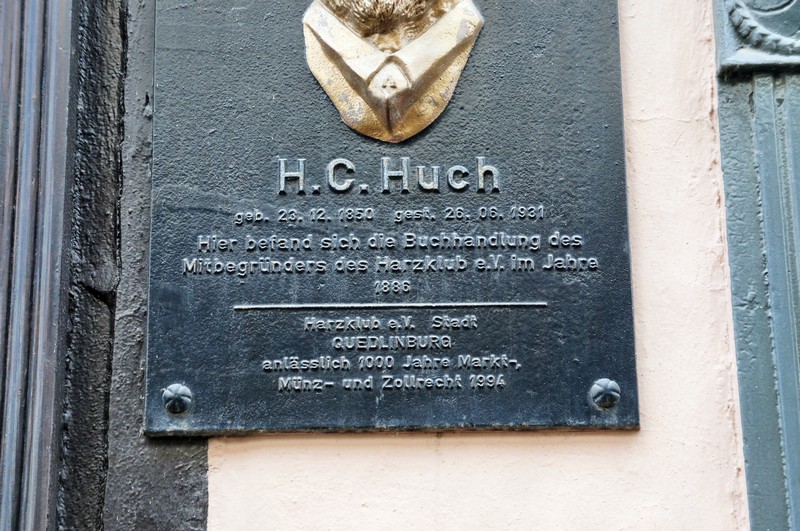 H.C. Huch
geb. 23. 12. 1850 gest. 26. 06. 1931
Hier befand sich die Buchhandlung des
Mitbegründers des Harzklub e.V. im Jahre
1886
Harzklub e.V. Stadt
QUEDLINBURG
anlässlich 1000 Jahre Markt-,
Münz- und Zollrecht 1994